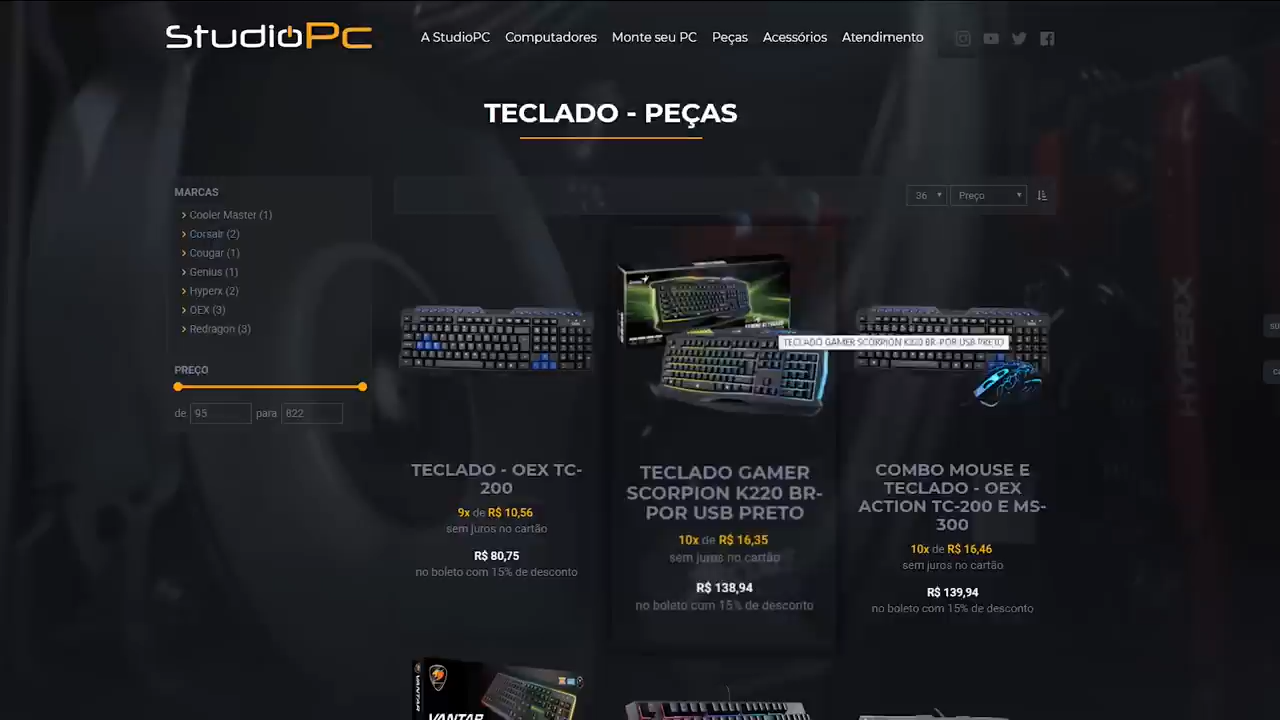 StudioPC
A StudioPC Computadores Monte seu PC Peças Acessórios Atendimento
TECLADO - PEÇAS
MARCAS
Cooler Master (1)
Corsair (2)
Cougar (1)
Genius (1)
Hyperx (2)
OEX (3)
Redragon (3)
PREÇO
de 95 para 822
36 Preço
TECLADO GAMER SCORPION K220 BR-POR USB PRETO
TECLADO - OEX TC-
200
9x de R$ 10,56
sem juros no cartão
R$ 80,75
no boleto com 15% de desconto
TECLADO GAMER
SCORPION K220 BR-
POR USB PRETO
10x de R$ 16,35
sem juros no cartão
R$ 138,94
no boleto com 15% de desconto
COMBO MOUSE E
TECLADO - OEX
ACTION TC-200 E MS-
300
10x de R$ 16,46
sem juros no cartão
R$ 139,94
no boleto com 15% de desconto
VANTAR
VANTAR
HYPERX